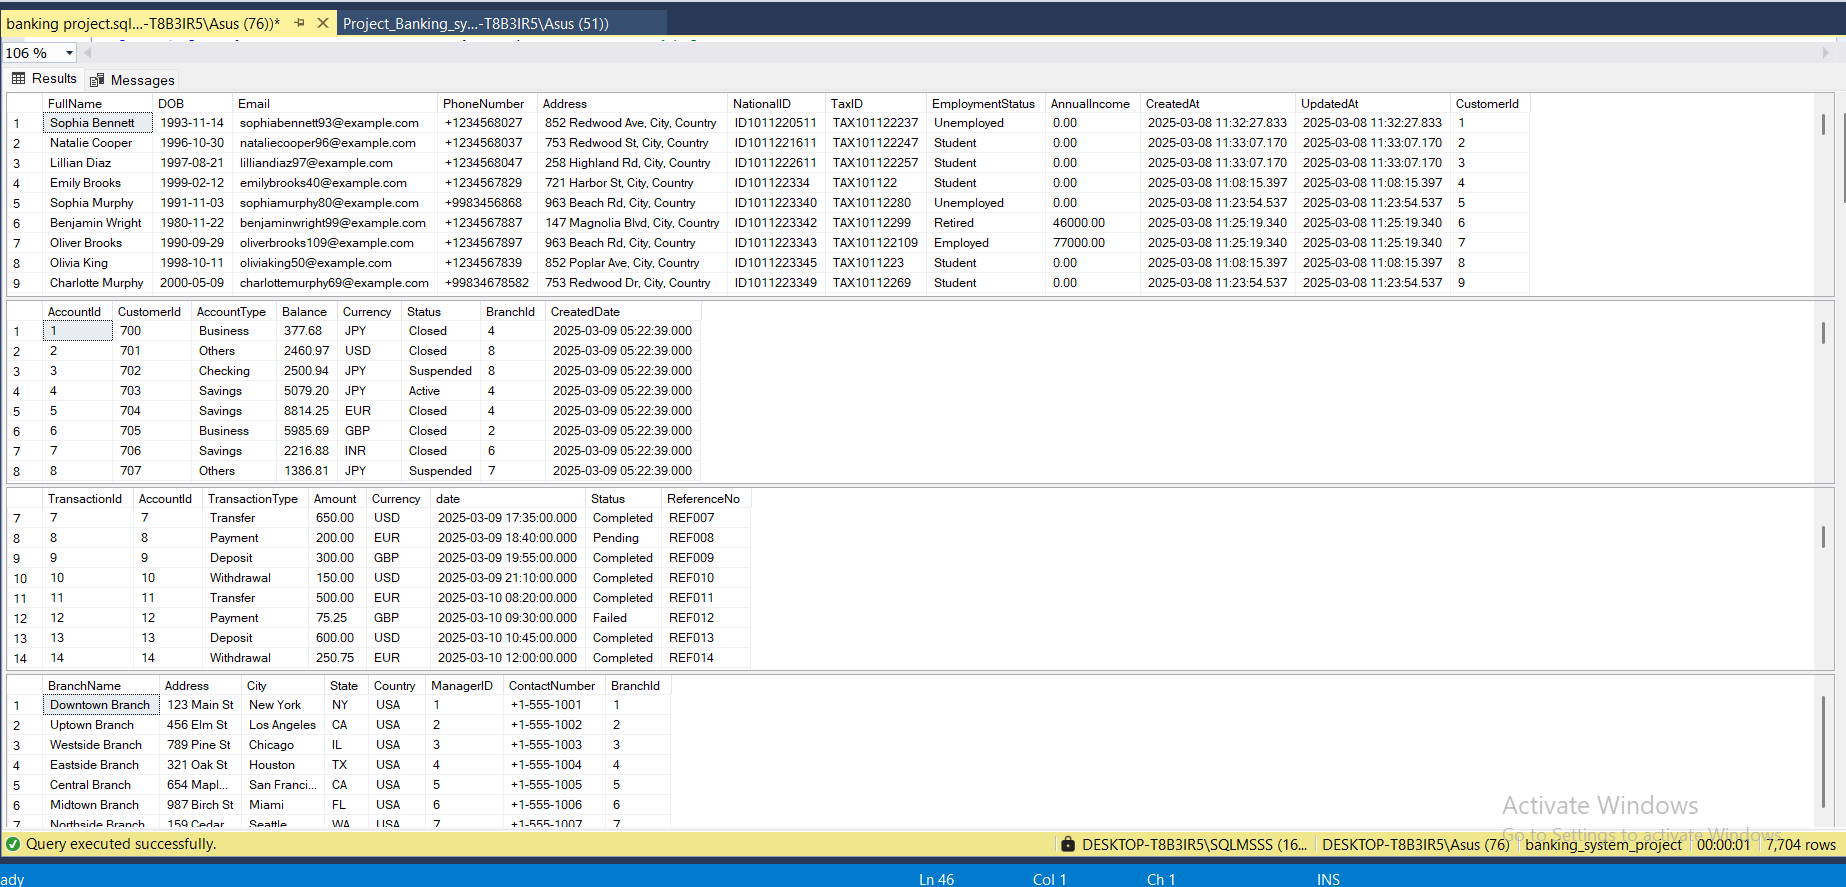 banking project.sql...-T8B3IR5\Asus (76))* Project_Banking_sy...-T8B3IR5\Asus (51))
106 %
Results Messages
FullName DOB Email PhoneNumber Address NationalID TaxID EmploymentStatus AnnualIncome CreatedAt UpdatedAt CustomerId
1 Sophia Bennett 1993-11-14 sophiabennett93@example.com +1234568027 852 Redwood Ave, City, Country ID1011220511 TAX101122237 Unemployed 0.00 2025-03-08 11:32:27.833 2025-03-08 11:32:27.833 1
2 Natalie Cooper 1996-10-30 nataliecooper96@example.com +1234568037 753 Redwood St, City, Country ID1011221611 TAX101122247 Student 0.00 2025-03-08 11:33:07.170 2025-03-08 11:33:07.170 2
3 Lillian Diaz 1997-08-21 lilliandiaz97@example.com +1234568047 258 Highland Rd, City, Country ID1011222611 TAX101122257 Student 0.00 2025-03-08 11:33:07.170 2025-03-08 11:33:07.170 3
4 Emily Brooks 1999-02-12 emilybrooks40@example.com +1234567829 721 Harbor St, City, Country ID101122334 TAX101122 Student 0.00 2025-03-08 11:08:15.397 2025-03-08 11:08:15.397 4
5 Sophia Murphy 1991-11-03 sophiamurphy80@example.com +9983456868 963 Beach Rd, City, Country ID1011223340 TAX10112280 Unemployed 0.00 2025-03-08 11:23:54.537 2025-03-08 11:23:54.537 5
6 Benjamin Wright 1980-11-22 benjaminwright99@example.com +1234567887 147 Magnolia Blvd, City, Country ID1011223342 TAX10112299 Retired 46000.00 2025-03-08 11:25:19.340 2025-03-08 11:25:19.340 6
7 Oliver Brooks 1990-09-29 oliverbrooks109@example.com +1234567897 963 Beach Rd, City, Country ID1011223343 TAX101122109 Employed 77000.00 2025-03-08 11:25:19.340 2025-03-08 11:25:19.340 7
8 Olivia King 1998-10-11 oliviaking50@example.com +1234567839 852 Poplar Ave, City, Country ID1011223345 TAX1011223 Student 0.00 2025-03-08 11:08:15.397 2025-03-08 11:08:15.397 8
9 Charlotte Murphy 2000-05-09 charlottemurphy69@example.com +99834678582 753 Redwood Dr, City, Country ID1011223349 TAX10112269 Student 0.00 2025-03-08 11:23:54.537 2025-03-08 11:23:54.537 9
AccountId CustomerId AccountType Balance Currency Status BranchId CreatedDate
1 1 700 Business 377.68 JPY Closed 4 2025-03-09 05:22:39.000
2 2 701 Others 2460.97 USD Closed 8 2025-03-09 05:22:39.000
3 3 702 Checking 2500.94 JPY Suspended 8 2025-03-09 05:22:39.000
4 4 703 Savings 5079.20 JPY Active 4 2025-03-09 05:22:39.000
5 5 704 Savings 8814.25 EUR Closed 4 2025-03-09 05:22:39.000
6 6 705 Business 5985.69 GBP Closed 2 2025-03-09 05:22:39.000
7 7 706 Savings 2216.88 INR Closed 6 2025-03-09 05:22:39.000
8 8 707 Others 1386.81 JPY Suspended 7 2025-03-09 05:22:39.000
TransactionId AccountId TransactionType Amount Currency date Status ReferenceNo
7 7 7 Transfer 650.00 USD 2025-03-09 17:35:00.000 Completed REF007
8 8 8 Payment 200.00 EUR 2025-03-09 18:40:00.000 Pending REF008
9 9 9 Deposit 300.00 GBP 2025-03-09 19:55:00.000 Completed REF009
10 10 10 Withdrawal 150.00 USD 2025-03-09 21:10:00.000 Completed REF010
11 11 11 Transfer 500.00 EUR 2025-03-10 08:20:00.000 Completed REF011
12 12 12 Payment 75.25 GBP 2025-03-10 09:30:00.000 Failed REF012
13 13 13 Deposit 600.00 USD 2025-03-10 10:45:00.000 Completed REF013
14 14 14 Withdrawal 250.75 EUR 2025-03-10 12:00:00.000 Completed REF014
BranchName Address City State Country ManagerID ContactNumber BranchId
1 Downtown Branch 123 Main St New York NY USA 1 +1-555-1001 1
2 Uptown Branch 456 Elm St Los Angeles CA USA 2 +1-555-1002 2
3 Westside Branch 789 Pine St Chicago IL USA 3 +1-555-1003 3
4 Eastside Branch 321 Oak St Houston TX USA 4 +1-555-1004 4
5 Central Branch 654 Mapl... San Franci... CA USA 5 +1-555-1005 5
6 Midtown Branch 987 Birch St Miami FL USA 6 +1-555-1006 6
7 Northside Branch 159 Cedar Seattle WA USA 7 +1-555-1007 7
Activate Windows
Go to Settings to activate Windows.
Query executed successfully. DESKTOP-T8B3IR5\SQLMSSS (16... DESKTOP-T8B3IR5\Asus (76) banking_system_project 00:00:01 7,704 rows
ady Ln 46 Col 1 Ch 1 INS